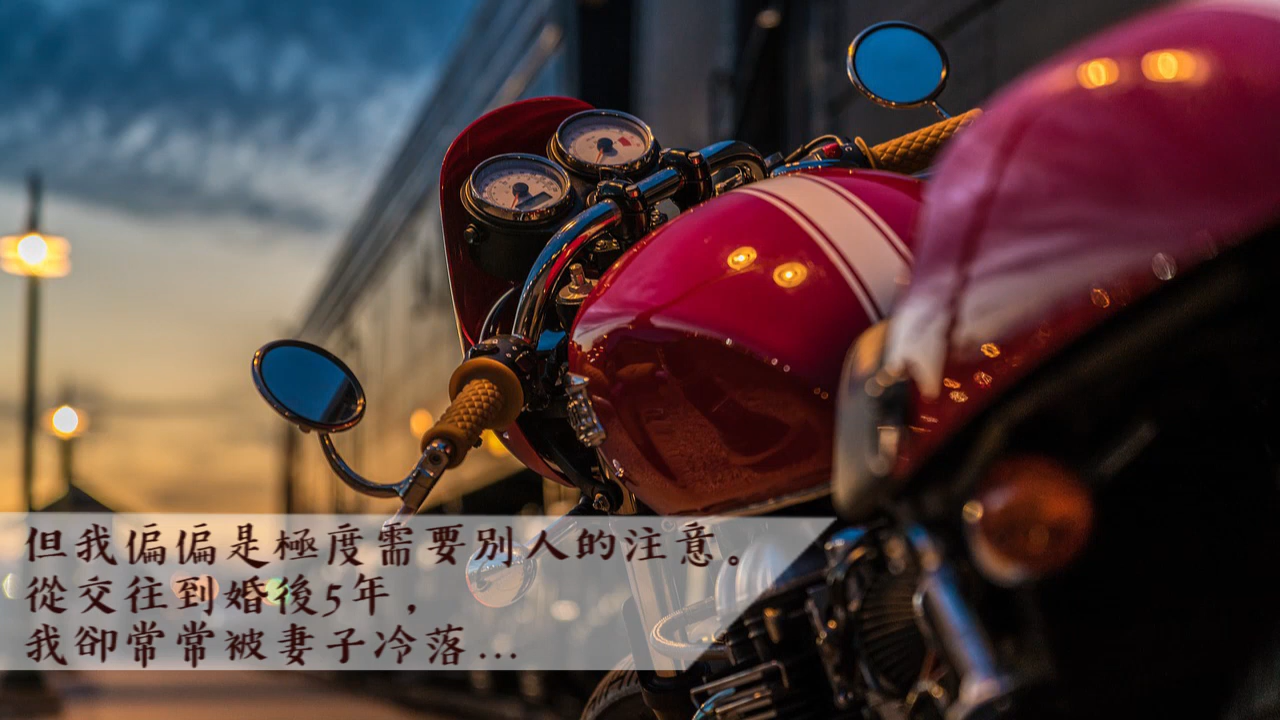 但我偏偏是極度需要別人的注意。
從交往到婚後5年，
我卻常常被妻子冷落...